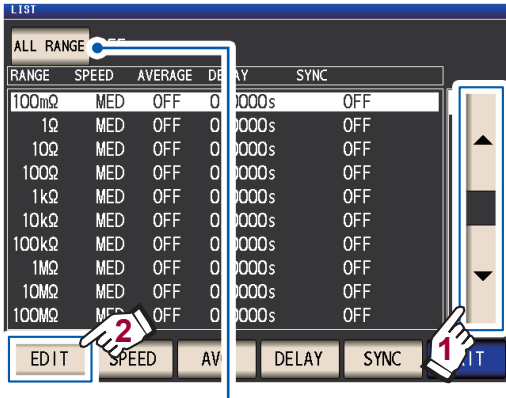 LIST
ALL RANGE
RANGE SPEED AVERAGE DELAY SYNC
100mΩ MED OFF 0.0000s OFF
1Ω MED OFF 0.0000s OFF
10Ω MED OFF 0.0000s OFF
100Ω MED OFF 0.0000s OFF
1kΩ MED OFF 0.0000s OFF
10kΩ MED OFF 0.0000s OFF
100kΩ MED OFF 0.0000s OFF
1MΩ MED OFF 0.0000s OFF
10MΩ MED OFF 0.0000s OFF
100MΩ MED OFF 0.0000s OFF
2 1
EDIT SPEED DELAY SYNC EXIT